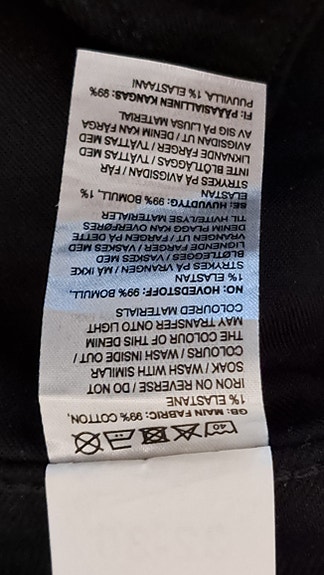 40
GB: MAIN FABRIC: 99% COTTON,
1% ELASTANE
IRON ON REVERSE / DO NOT
SOAK / WASH WITH SIMILAR
COLOURS / WASH INSIDE OUT /
THE COLOUR OF THIS DENIM
MAY TRANSFER ONTO LIGHT
COLOURED MATERIALS
NO: HOVEDSTOFF: 99% BOMULL,
1% ELASTAN
STRYKES PÅ VRANGEN / MÅ IKKE
BLØTLEGGES / VASKES MED
LIGNENDE FARGER / VASKES MED
VRANGEN UT / FARGEN PÅ DETTE
DENIM PLAGG KAN OVERFØRES
TIL HVITE/LYSE MATERIALER
SE: HUVUDTYG: 99% BOMULL, 1%
ELASTAN
STRYKES PÅ AVIGSIDAN / FÅR
INTE BLÖTLÄGGAS / TVÄTTAS MED
LIKNANDE FÄRGER / TVÄTTAS MED
AVIGSIDAN UT / DENIM KAN FÄRGA
AV SIG PÅ LJUSA MATERIAL
FI: PÄÄASIALLINEN KANGAS: 99%
PUUVILLA, 1% ELASTAANI